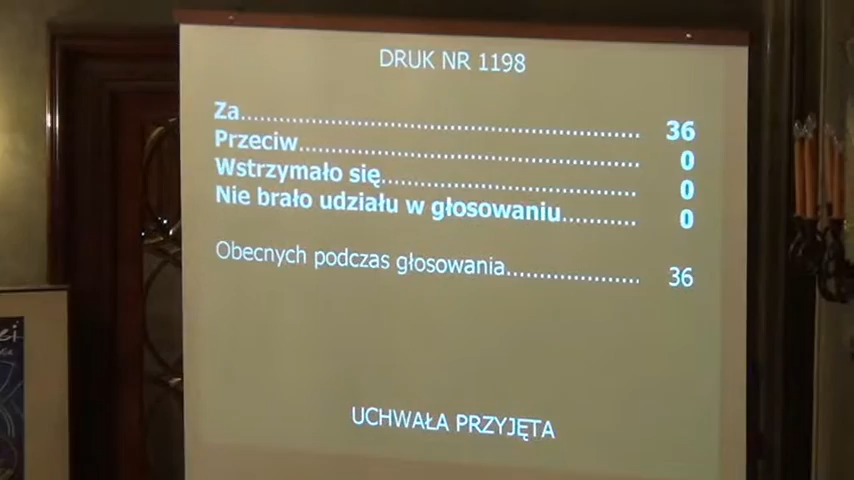 DRUK NR 1198
Za.................................................................. 36
Przeciw......................................................... 0
Wstrzymało się.......................................... 0
Nie brało udziału w głosowaniu............ 0
Obecnych podczas głosowania...................... 36
UCHWAŁA PRZYJĘTA